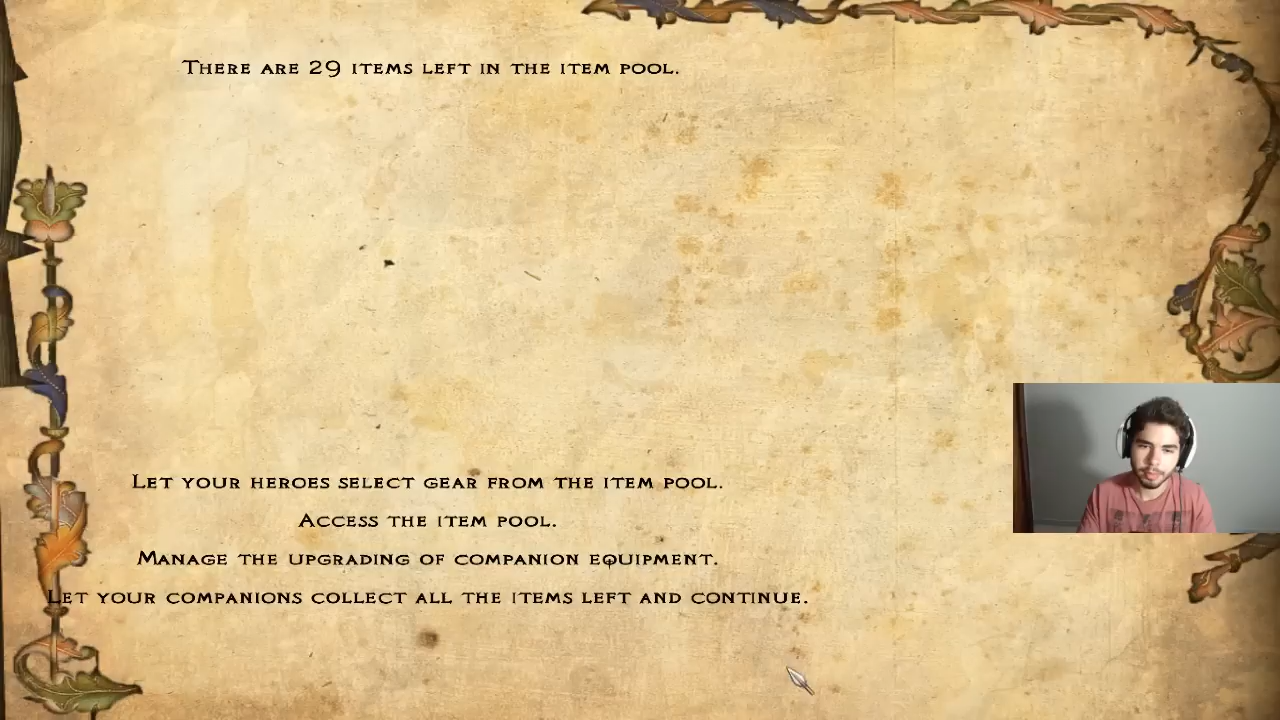 There are 29 items left in the item pool.
Let your heroes select gear from the item pool.
Access the item pool.
Manage the upgrading of companion equipment.
Let your companions collect all the items left and continue.